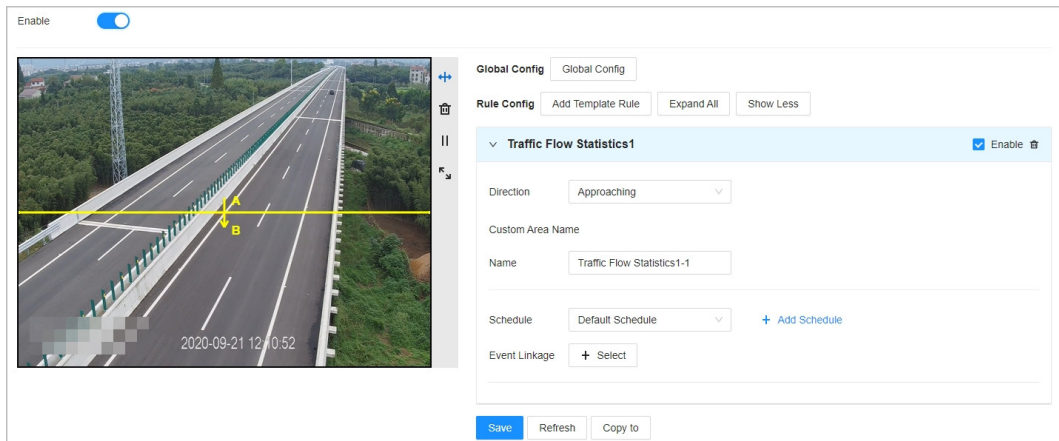 Enable
Global Config Global Config
Rule Config Add Template Rule Expand All Show Less
Traffic Flow Statistics1 Enable
Direction Approaching
Custom Area Name
Name Traffic Flow Statistics1-1
Schedule Default Schedule + Add Schedule
Event Linkage + Select
Save Refresh Copy to
A
B
2020-09-21 12:10:52